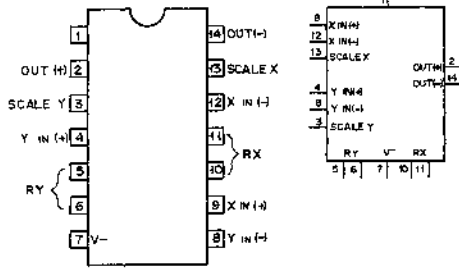 1
OUT (+) 2
SCALE Y 3
Y IN (+) 4
RY
5
6
7 V-
14 OUT(-)
13 SCALE X
12 X IN (-)
11
RX
10
9 X IN (+)
8 Y IN (-)
X IN(+)
12 X IN(-)
13 SCALEX
4 Y IN(+)
8 Y IN(-)
3 SCALE Y
OUT(+) 2
OUT(-) 14
RY V- RX
5 6 7 10 11